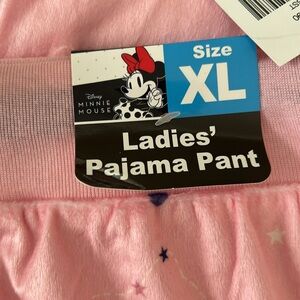 Size
XL
Disney
MINNIE
MOUSE
Ladies'
Pajama Pant